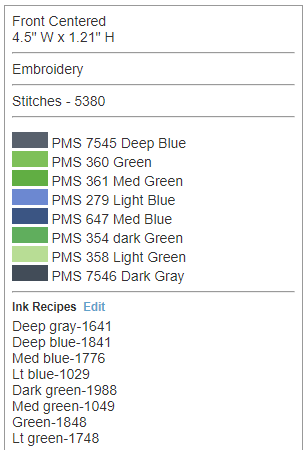 Front Centered
4.5" W x 1.21" H
Embroidery
Stitches - 5380
PMS 7545 Deep Blue
PMS 360 Green
PMS 361 Med Green
PMS 279 Light Blue
PMS 647 Med Blue
PMS 354 dark Green
PMS 358 Light Green
PMS 7546 Dark Gray
Ink Recipes Edit
Deep gray-1641
Deep blue-1841
Med blue-1776
Lt blue-1029
Dark green-1988
Med green-1049
Green-1848
Lt green-1748